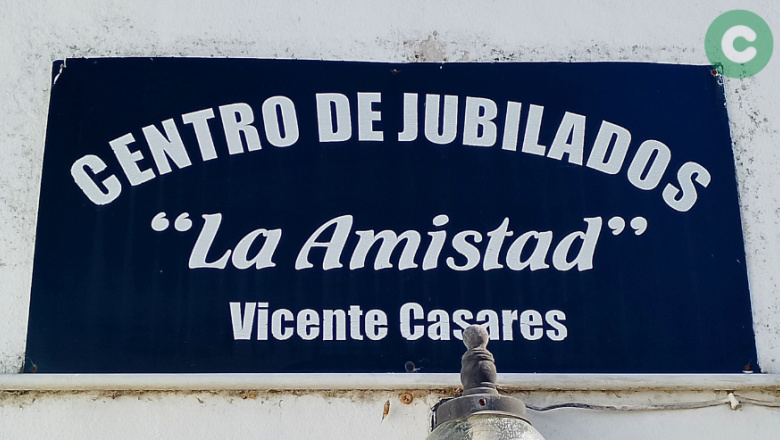 CENTRO DE JUBILADOS
“La Amistad”
Vicente Casares
C